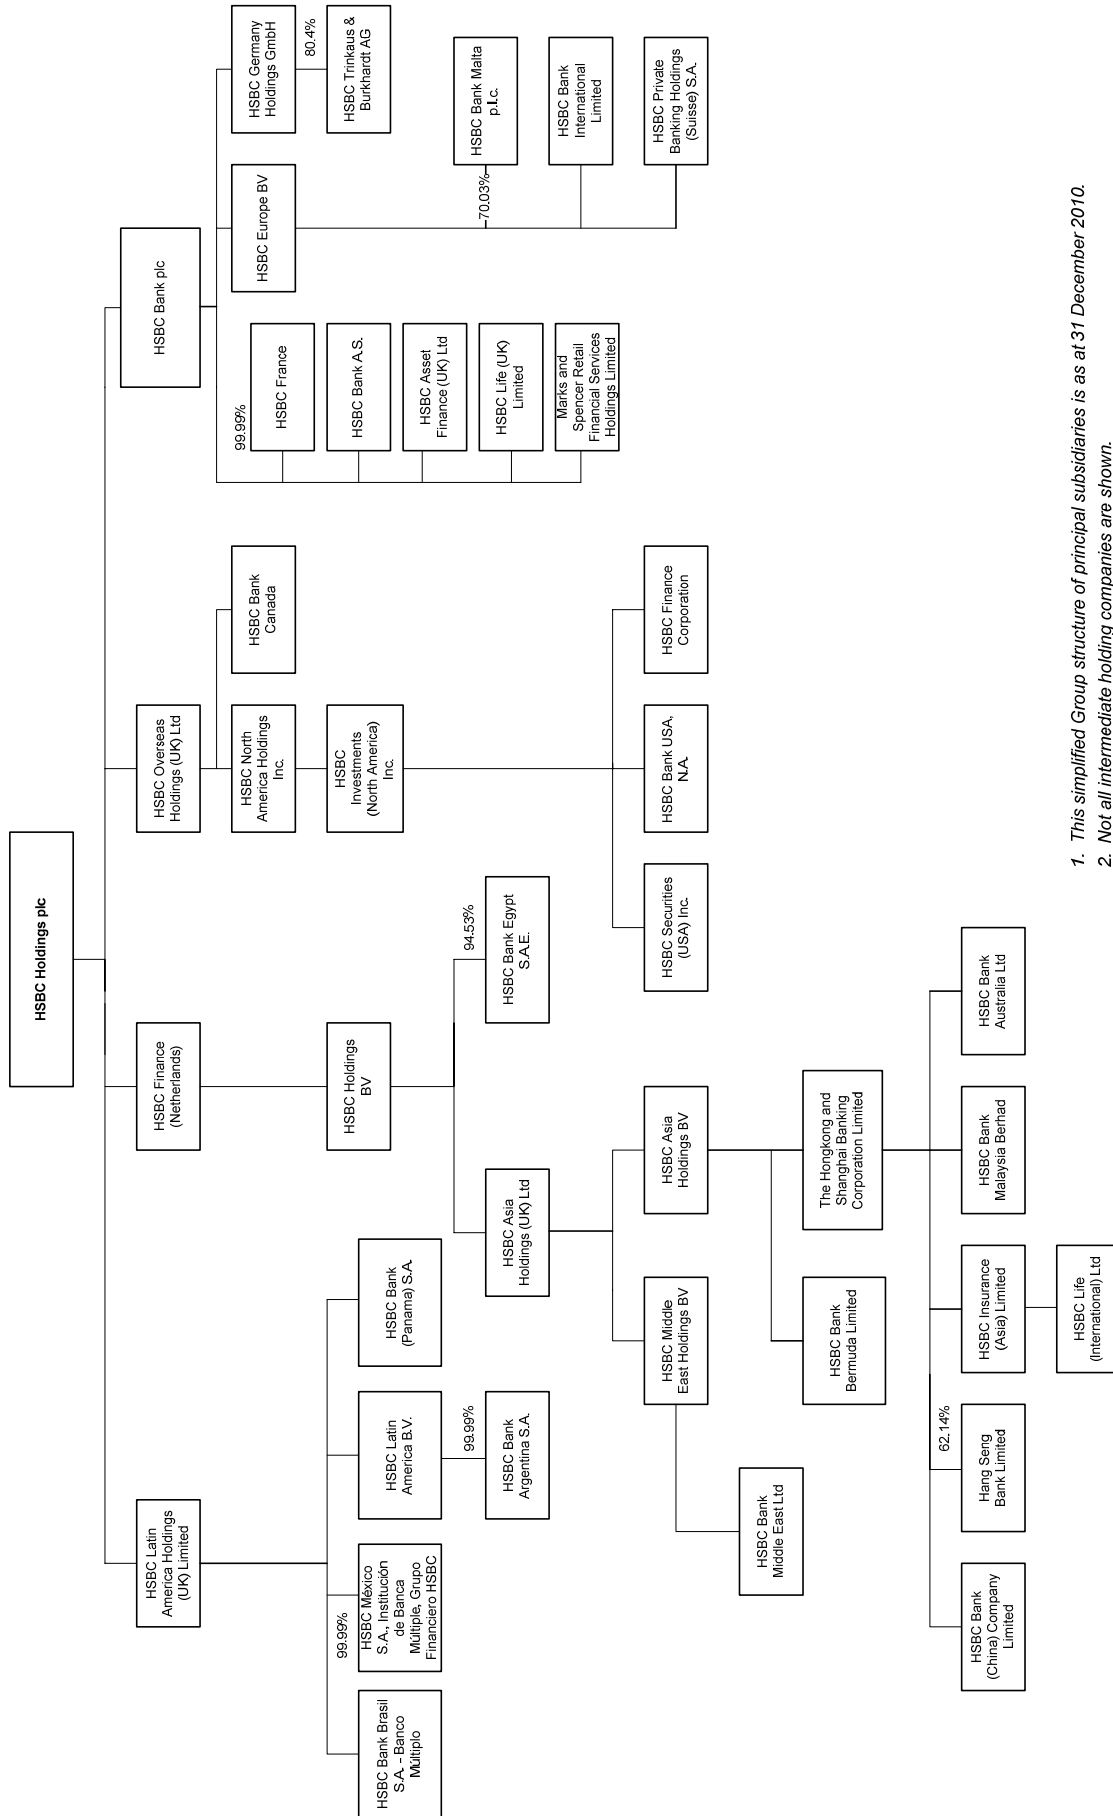 HSBC Holdings plc
HSBC Latin
America Holdings
(UK) Limited
HSBC Finance
(Netherlands)
HSBC Overseas
Holdings (UK) Ltd
HSBC Bank plc
HSBC Bank Brasil
S.A. - Banco
Múltiplo
99.99%
HSBC México
S.A., Institución
de Banca
Múltiple, Grupo
Financiero HSBC
HSBC Latin
America B.V.
HSBC Bank
(Panama) S.A.
99.99%
HSBC Bank
Argentina S.A.
HSBC Holdings
BV
94.53%
HSBC Asia
Holdings (UK) Ltd
HSBC Bank Egypt
S.A.E.
HSBC Middle
East Holdings BV
HSBC Asia
Holdings BV
HSBC Bank
Middle East Ltd
HSBC Bank
Bermuda Limited
The Hongkong and
Shanghai Banking
Corporation Limited
62.14%
HSBC Bank
(China) Company
Limited
Hang Seng
Bank Limited
HSBC Insurance
(Asia) Limited
HSBC Bank
Malaysia Berhad
HSBC Bank
Australia Ltd
HSBC Life
(International) Ltd
HSBC North
America Holdings
Inc.
HSBC Bank
Canada
HSBC
Investments
(North America)
Inc.
HSBC Securities
(USA) Inc.
HSBC Bank USA,
N.A.
HSBC Finance
Corporation
99.99%
HSBC France
HSBC Bank A.S.
HSBC Asset
Finance (UK) Ltd
HSBC Life (UK)
Limited
Marks and
Spencer Retail
Financial Services
Holdings Limited
HSBC Europe BV
HSBC Germany
Holdings GmbH
80.4%
HSBC Trinkaus &
Burkhardt AG
70.03%
HSBC Bank Malta
p.l.c.
HSBC Bank
International
Limited
HSBC Private
Banking Holdings
(Suisse) S.A.
1. This simplified Group structure of principal subsidiaries is as at 31 December 2010.
2. Not all intermediate holding companies are shown.